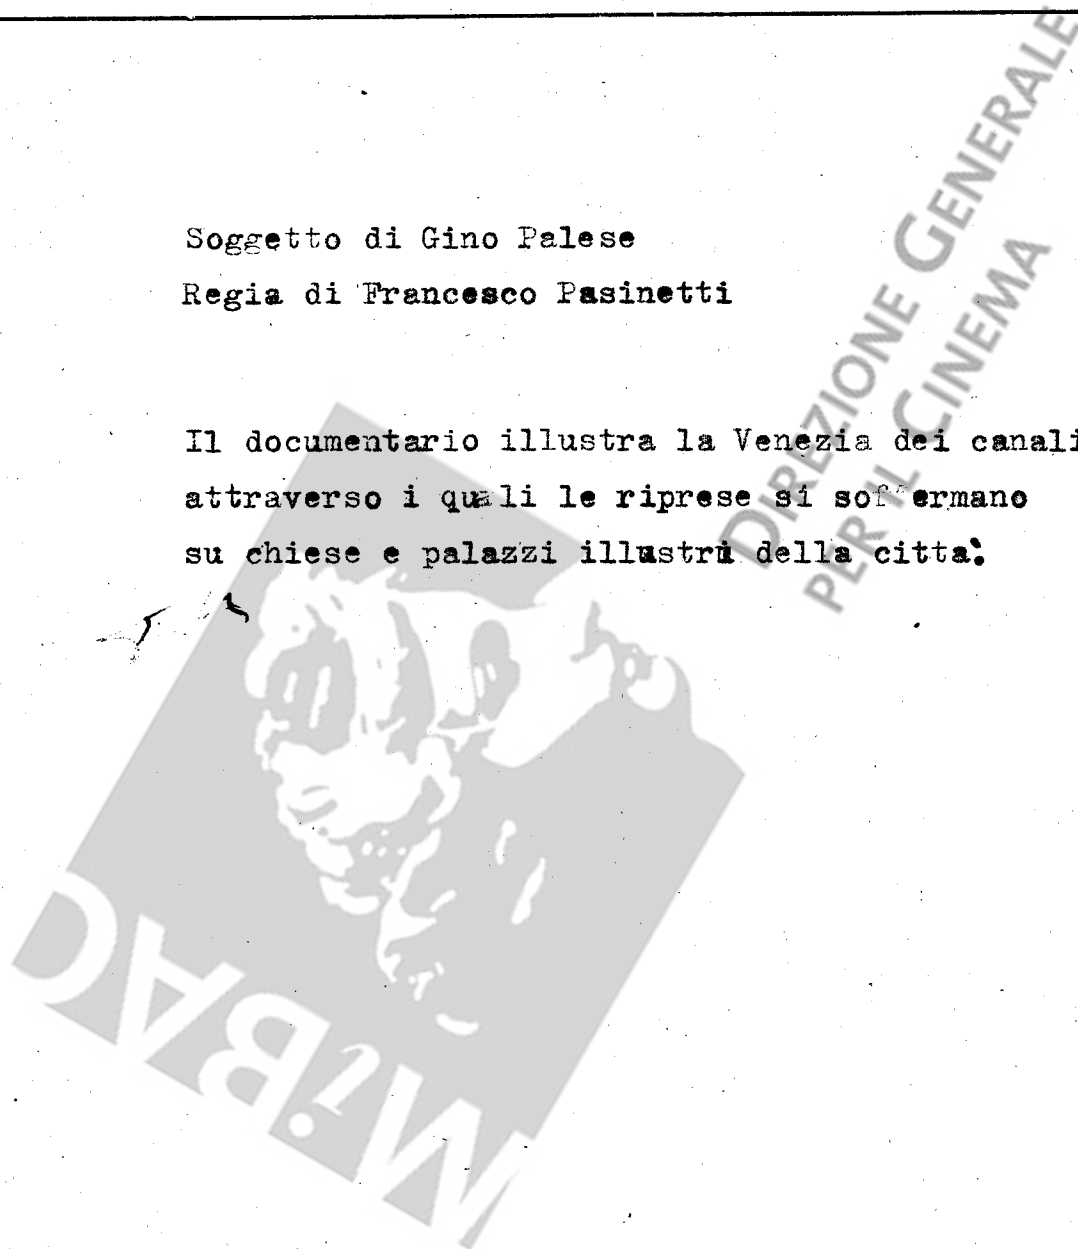 Soggetto di Gino Palese
Regia di Francesco Pasinetti
Il documentario illustra la Venezia dei canali
attraverso i quali le riprese si soffermano
su chiese e palazzi illustri della citta'.
DIREZIONE GENERALE
PER IL CINEMA
MiBAC